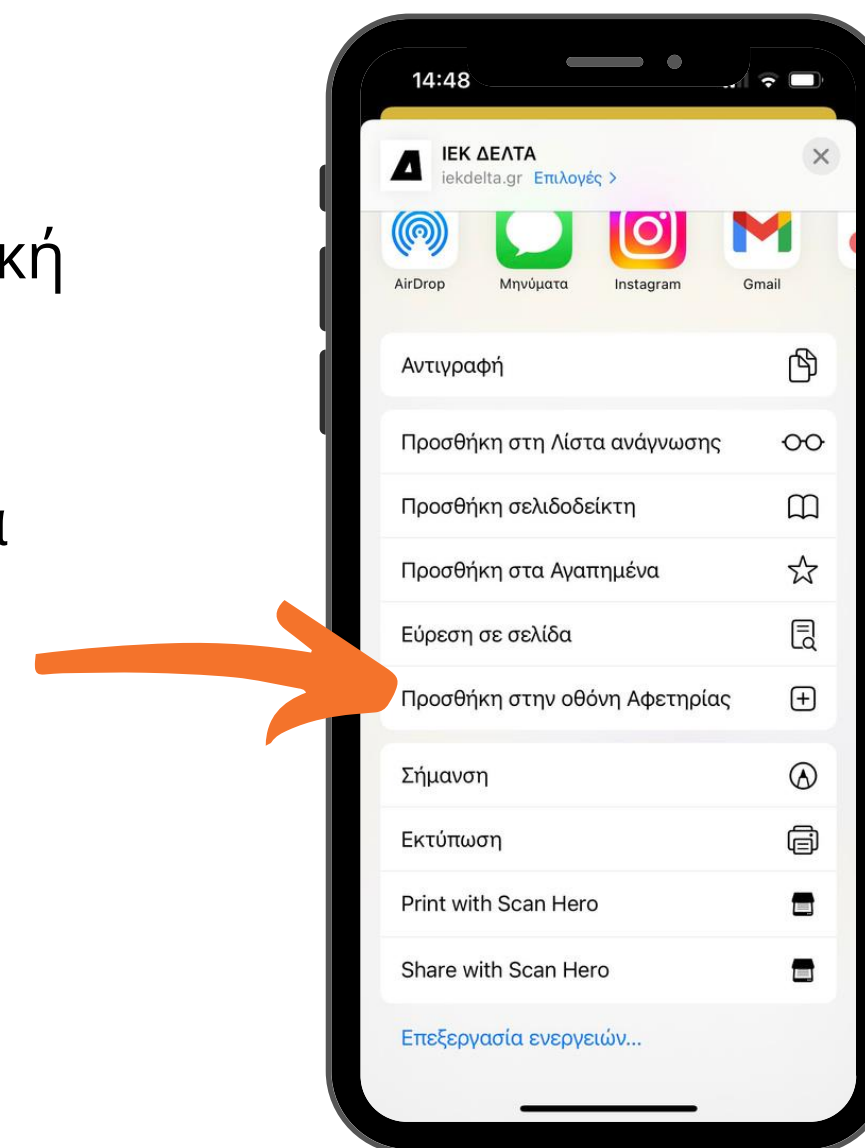 14:48
ΙΕΚ ΔΕΛΤΑ
iekdelta.gr Επιλογές >
AirDrop Μηνύματα Instagram Gmail
κή
Αντιγραφή
Προσθήκη στη Λίστα ανάγνωσης
Προσθήκη σελιδοδείκτη
α
Προσθήκη στα Αγαπημένα
Εύρεση σε σελίδα
Προσθήκη στην οθόνη Αφετηρίας
Σήμανση
Εκτύπωση
Print with Scan Hero
Share with Scan Hero
Επεξεργασία ενεργειών...